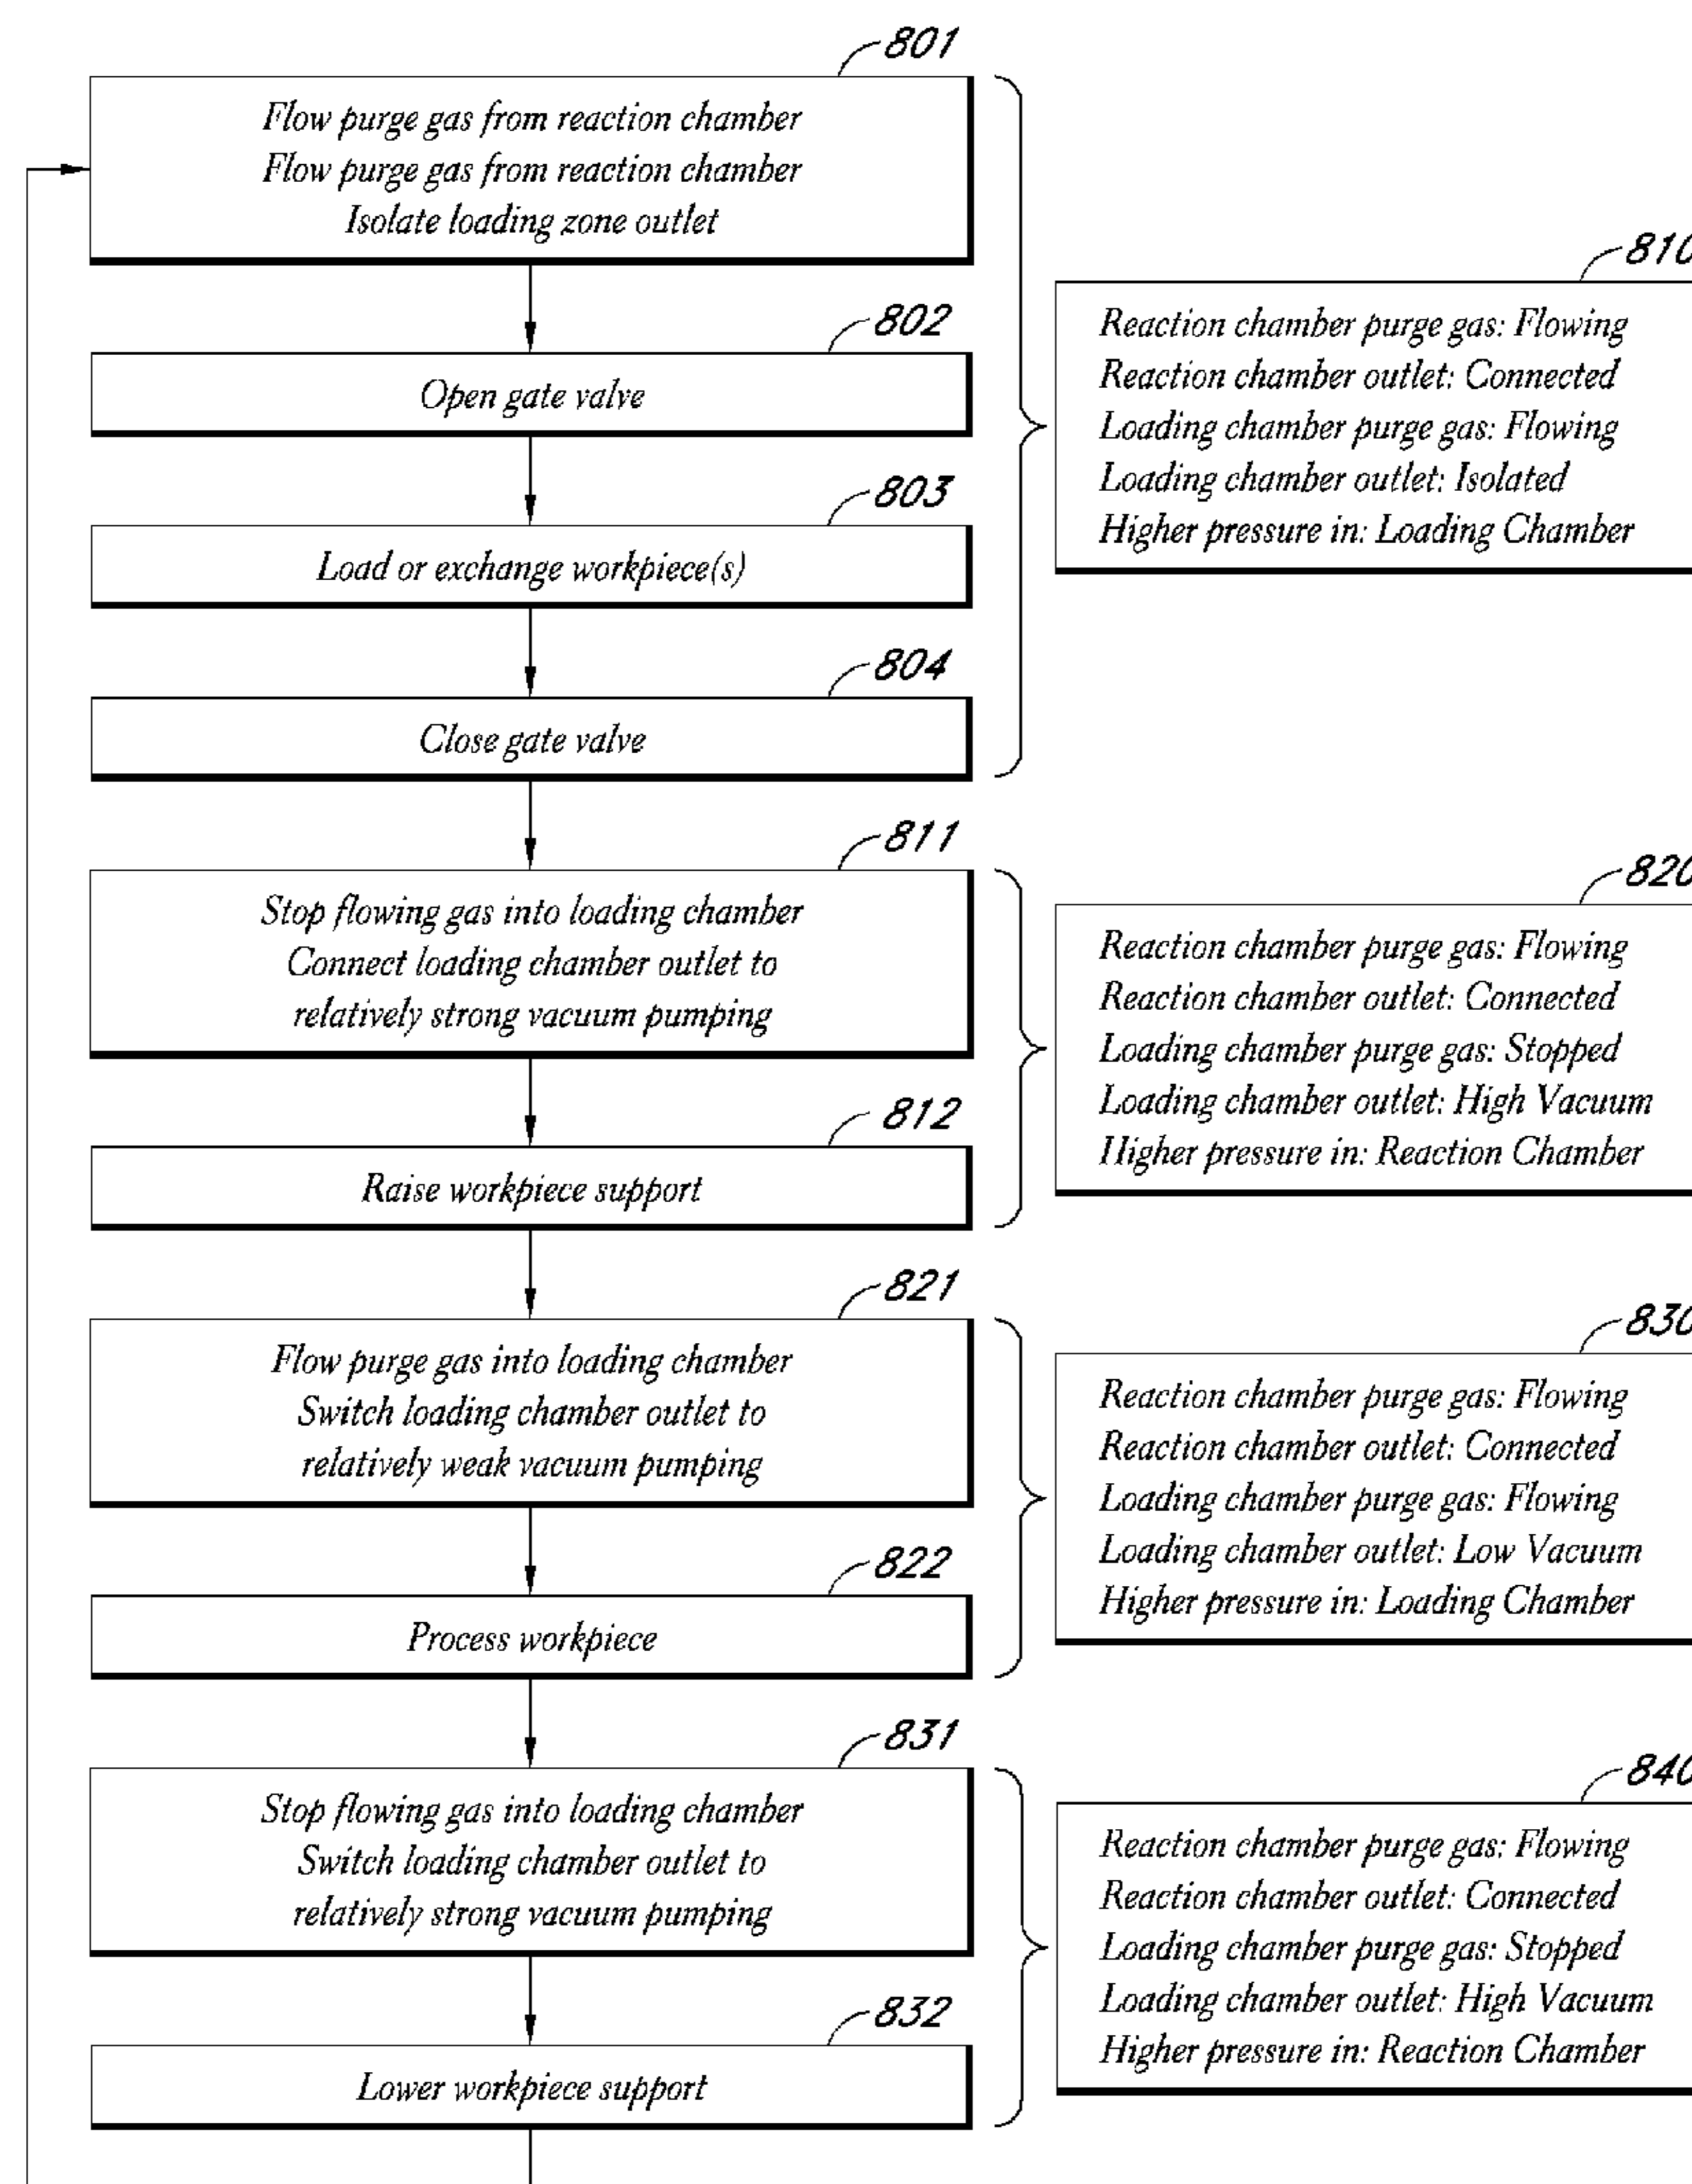 801
Flow purge gas from reaction chamber
Flow purge gas from reaction chamber
Isolate loading zone outlet
802
Open gate valve
803
Load or exchange workpiece(s)
804
Close gate valve
810
Reaction chamber purge gas: Flowing
Reaction chamber outlet: Connected
Loading chamber purge gas: Flowing
Loading chamber outlet: Isolated
Higher pressure in: Loading Chamber
811
Stop flowing gas into loading chamber
Connect loading chamber outlet to
relatively strong vacuum pumping
812
Raise workpiece support
820
Reaction chamber purge gas: Flowing
Reaction chamber outlet: Connected
Loading chamber purge gas: Stopped
Loading chamber outlet: High Vacuum
Higher pressure in: Reaction Chamber
821
Flow purge gas into loading chamber
Switch loading chamber outlet to
relatively weak vacuum pumping
822
Process workpiece
830
Reaction chamber purge gas: Flowing
Reaction chamber outlet: Connected
Loading chamber purge gas: Flowing
Loading chamber outlet: Low Vacuum
Higher pressure in: Loading Chamber
831
Stop flowing gas into loading chamber
Switch loading chamber outlet to
relatively strong vacuum pumping
832
Lower workpiece support
840
Reaction chamber purge gas: Flowing
Reaction chamber outlet: Connected
Loading chamber purge gas: Stopped
Loading chamber outlet: High Vacuum
Higher pressure in: Reaction Chamber